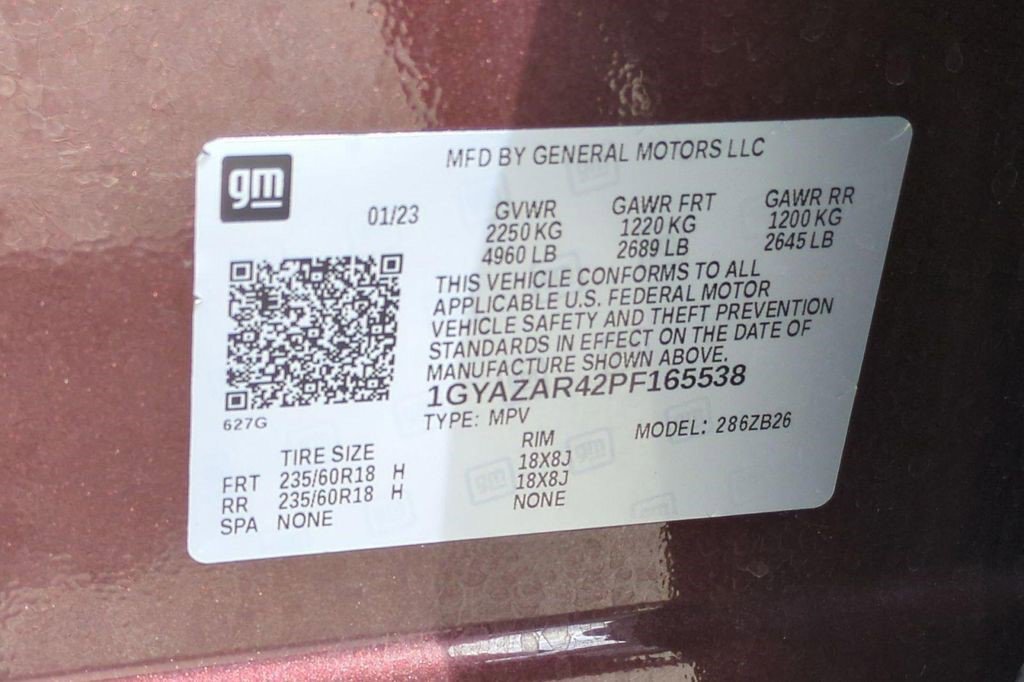 gm
MFD BY GENERAL MOTORS LLC
01/23 GVWR GAWR FRT GAWR RR
2250 KG 1220 KG 1200 KG
4960 LB 2689 LB 2645 LB
THIS VEHICLE CONFORMS TO ALL
APPLICABLE U.S. FEDERAL MOTOR
VEHICLE SAFETY AND THEFT PREVENTION
STANDARDS IN EFFECT ON THE DATE OF
MANUFACTURE SHOWN ABOVE.
1GYAZAR42PF165538
627G
TYPE: MPV MODEL: 286ZB26
TIRE SIZE RIM
FRT 235/60R18 H 18X8J
RR 235/60R18 H 18X8J
SPA NONE NONE